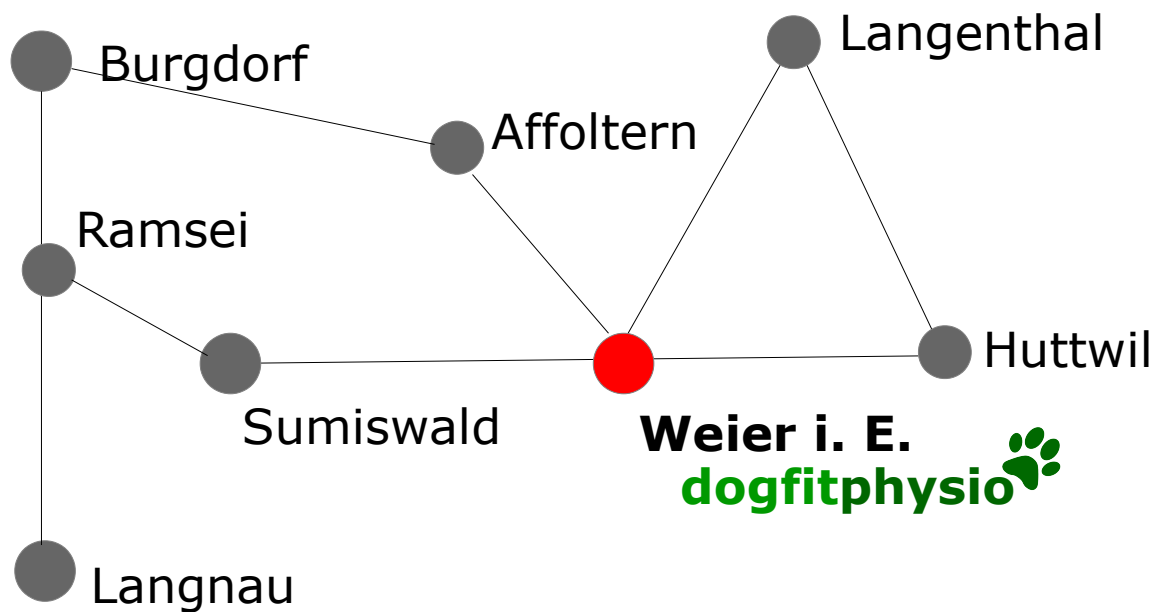 Langenthal
Burgdorf
Affoltern
Ramsei
Huttwil
Sumiswald
Weier i. E.
dogfitphysio
Langnau